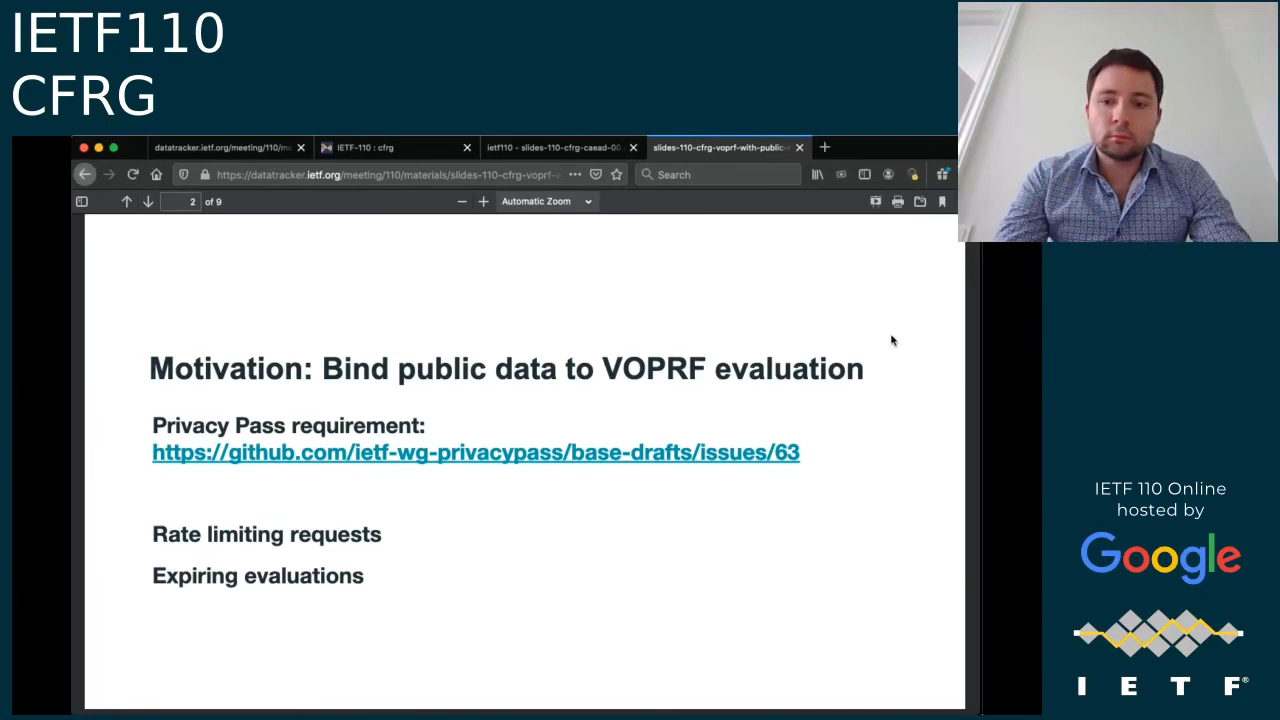 IETF110
CFRG
datatracker.ietf.org/meeting/110/ma
IETF-110 : cfrg
ietf110 - slides-110-cfrg-caead-00
slides-110-cfrg-voprf-with-public-
https://datatracker.ietf.org/meeting/110/materials/slides-110-cfrg-voprf-
Search
2 of 9
Automatic Zoom
Motivation: Bind public data to VOPRF evaluation
Privacy Pass requirement:
https://github.com/ietf-wg-privacypass/base-drafts/issues/63
Rate limiting requests
Expiring evaluations
IETF 110 Online
hosted by
Google
I E T F®